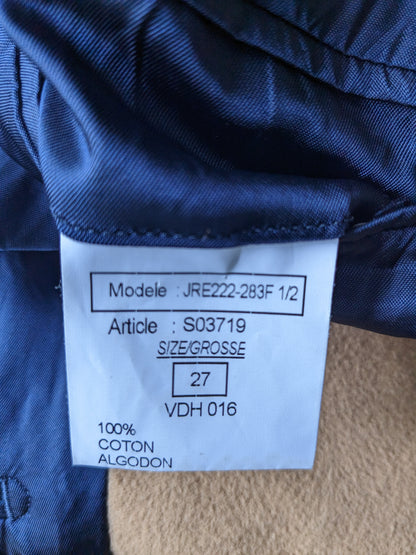 Modele : JRE222-283F 1/2
Article : S03719
SIZE/GROSSE
27
VDH 016
100%
COTON
ALGODON